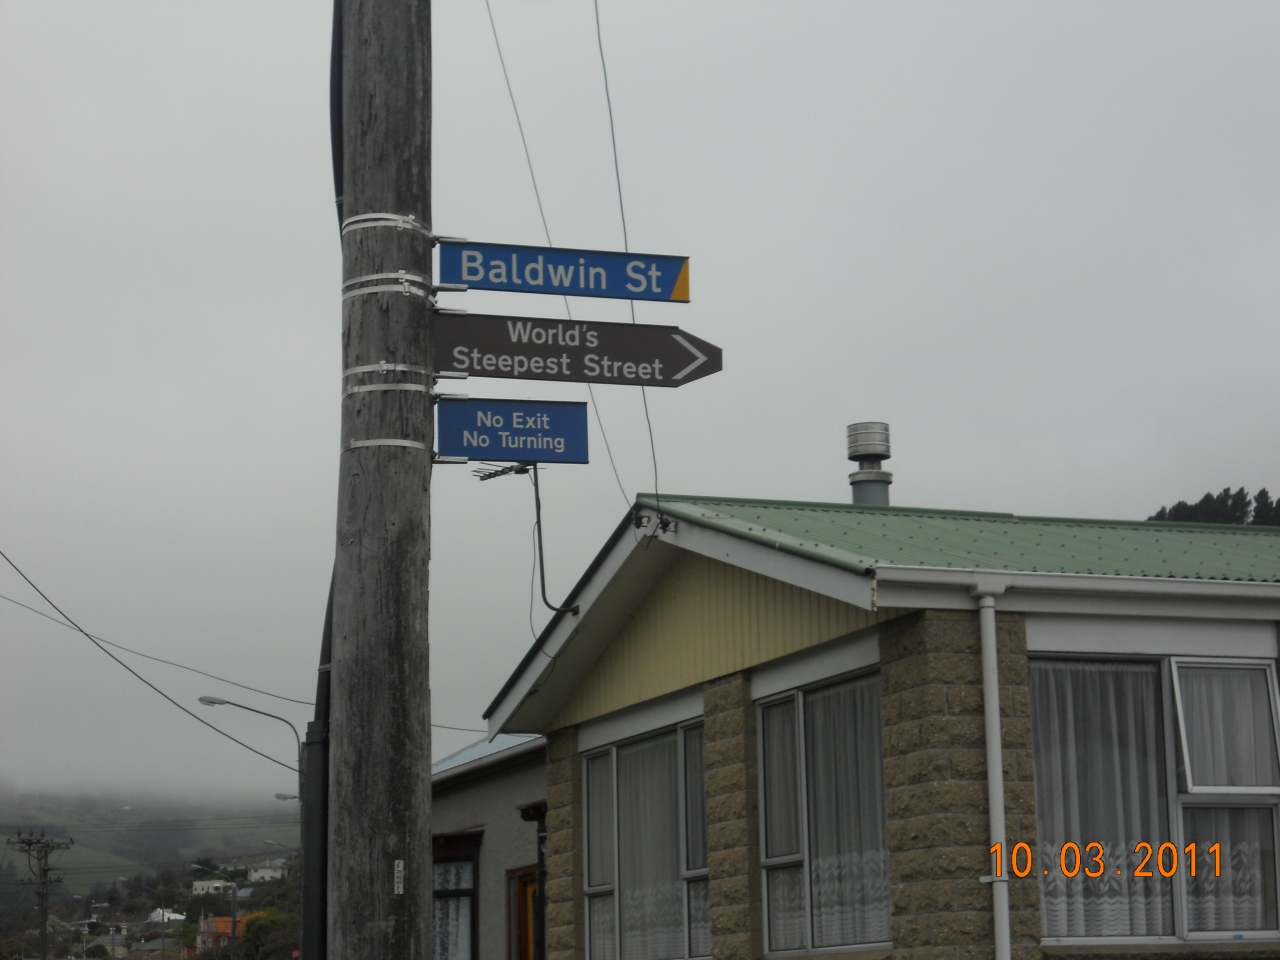 Baldwin St
World's
Steepest Street
No Exit
No Turning
10.03.2011